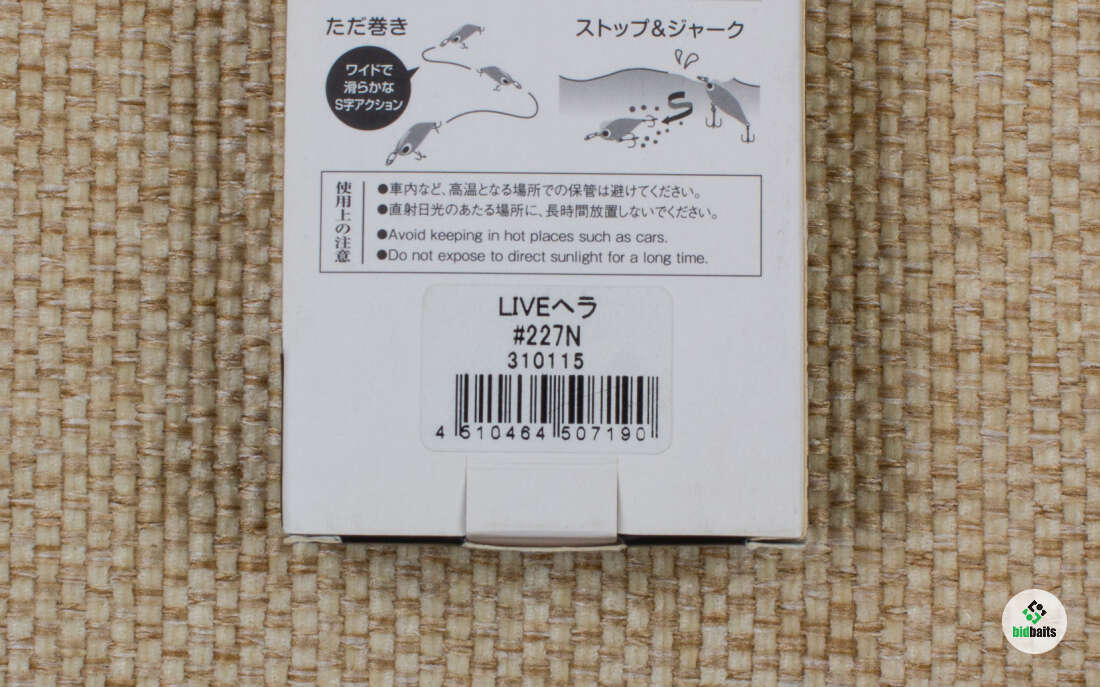 ただ巻き
ストップ&ジャーク
ワイドで
滑らかな
S字アクション
使用上の注意
●車内など、高温となる場所での保管は避けてください。
●直射日光のあたる場所に、長時間放置しないでください。
●Avoid keeping in hot places such as cars.
●Do not expose to direct sunlight for a long time.
LIVEヘラ
#227N
310115
4 510464 507190
bidbaits